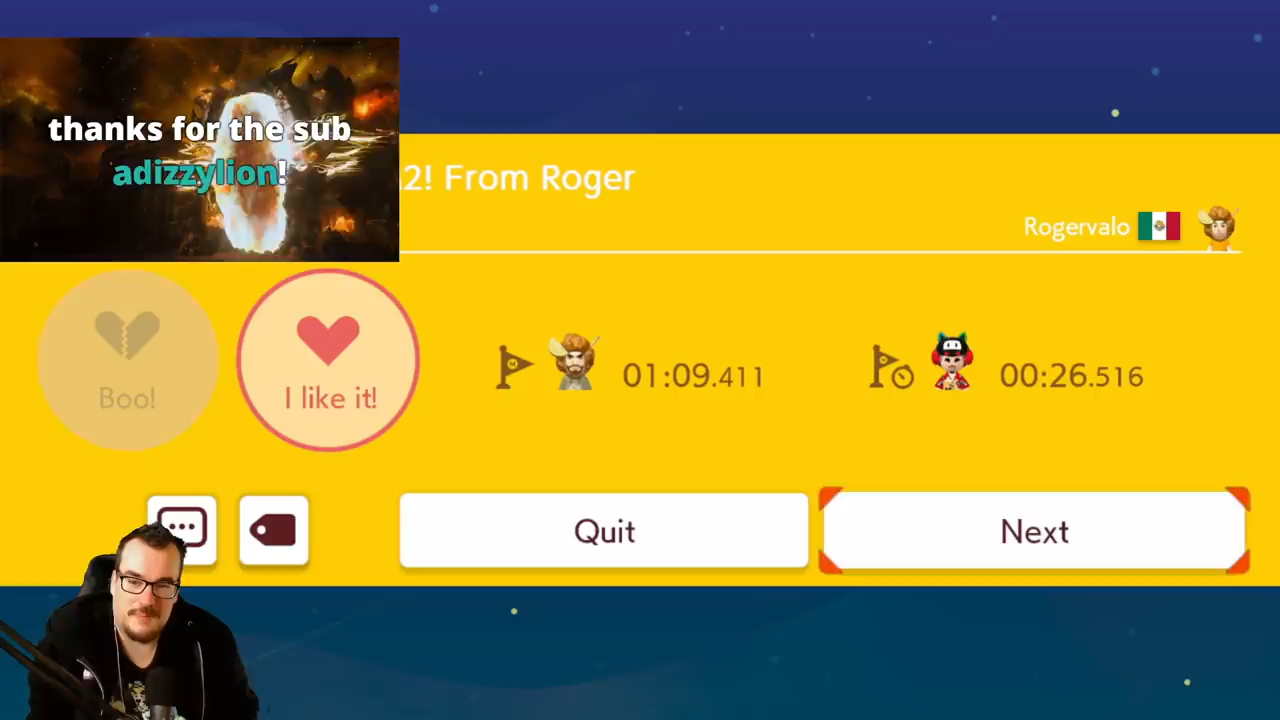 thanks for the sub
adizzylion!
2! From Roger
Rogervalo
Boo!
I like it!
01:09.411
00:26.516
Quit
Next